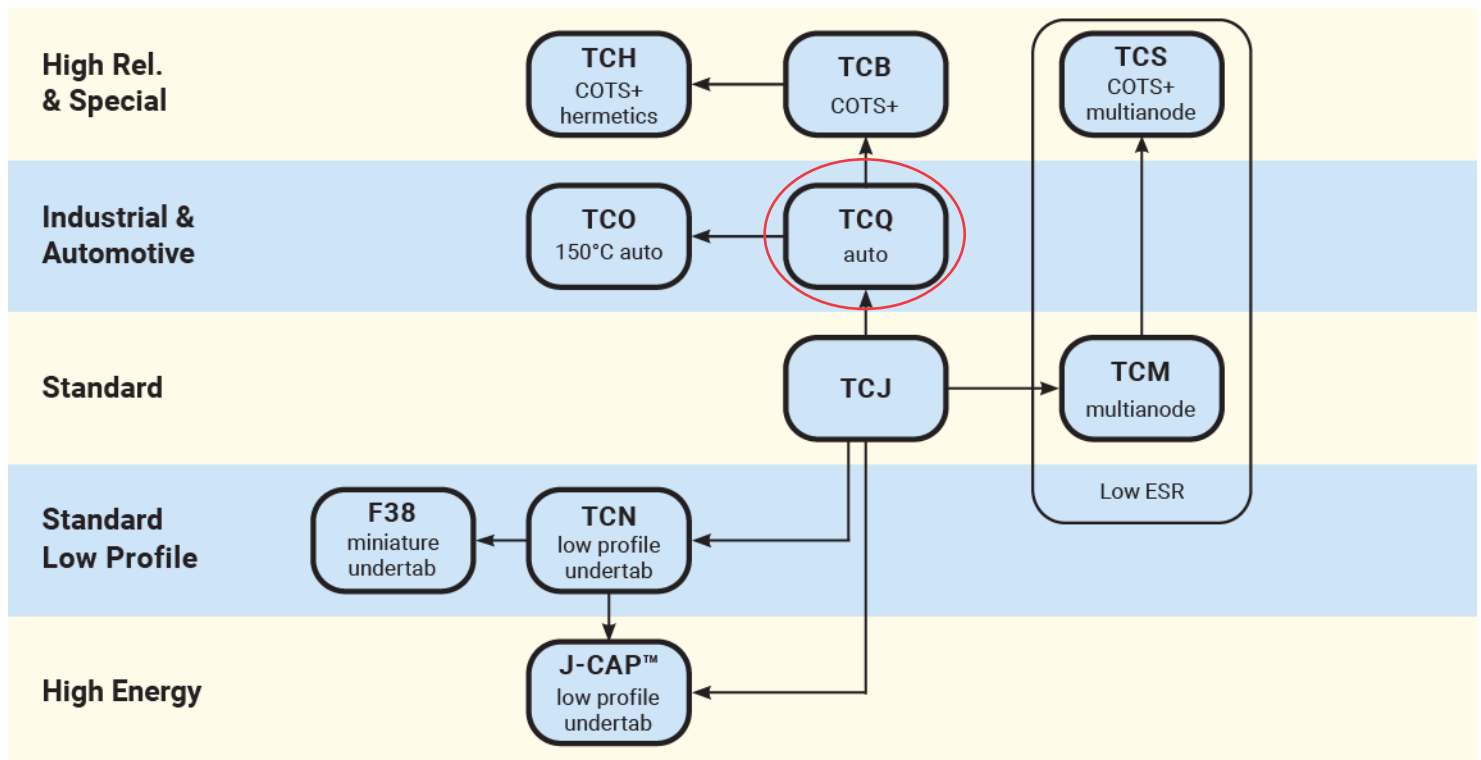 High Rel.
& Special
TCH
COTS+
hermetics
TCB
COTS+
TCS
COTS+
multianode
Industrial &
Automotive
TCO
150°C auto
TCQ
auto
Standard
TCJ
TCM
multianode
Low ESR
Standard
Low Profile
F38
miniature
undertab
TCN
low profile
undertab
High Energy
J-CAP™
low profile
undertab